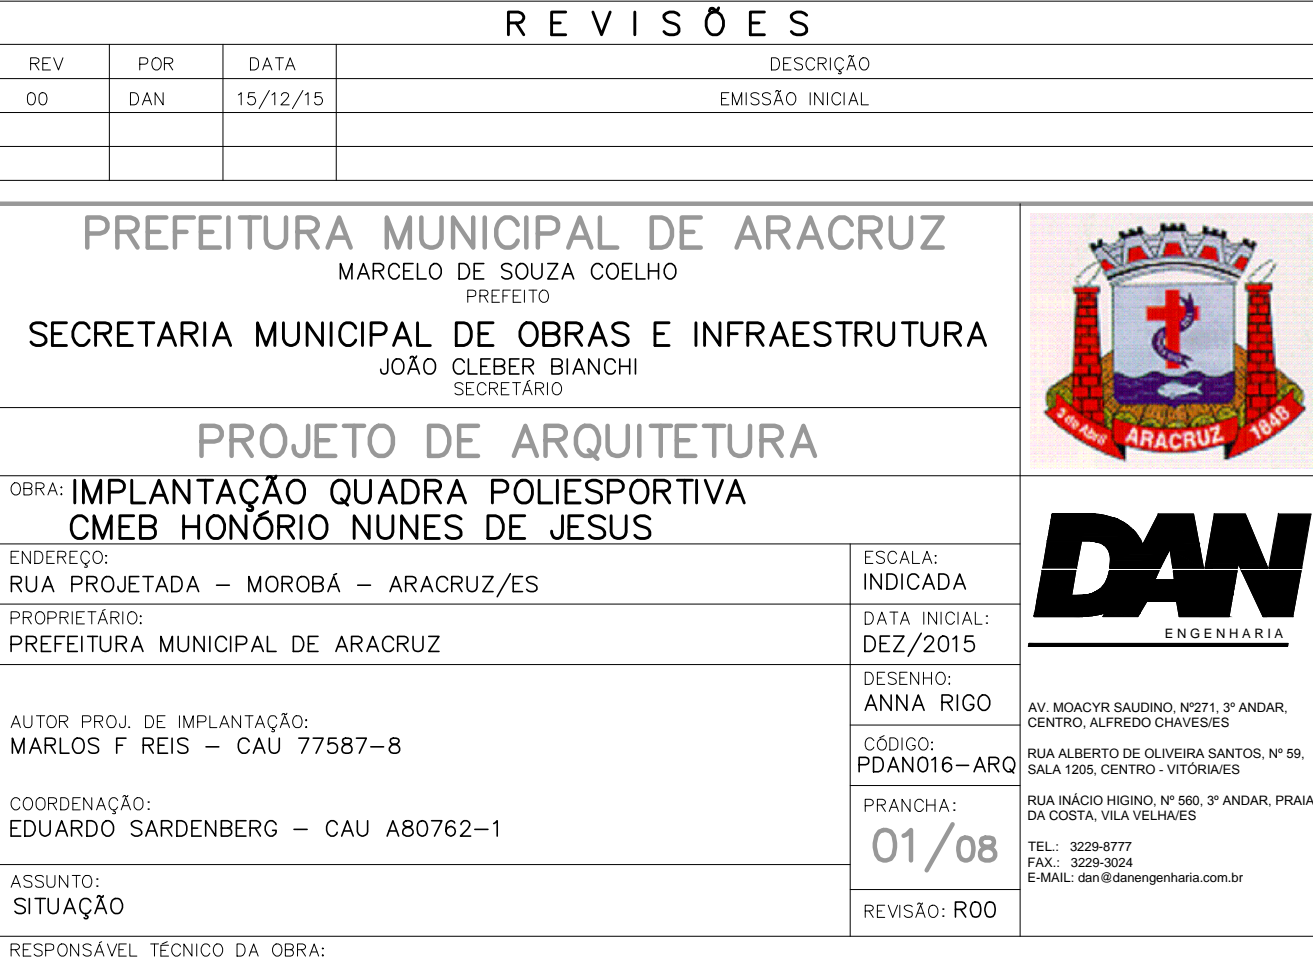 REVISÕES
REV POR DATA DESCRIÇÃO
00 DAN 15/12/15 EMISSÃO INICIAL
PREFEITURA MUNICIPAL DE ARACRUZ
MARCELO DE SOUZA COELHO
PREFEITO
SECRETARIA MUNICIPAL DE OBRAS E INFRAESTRUTURA
JOÃO CLEBER BIANCHI
SECRETÁRIO
3 de Abril ARACRUZ 1848
PROJETO DE ARQUITETURA
OBRA: IMPLANTAÇÃO QUADRA POLIESPORTIVA
CMEB HONÓRIO NUNES DE JESUS
ENDEREÇO:
RUA PROJETADA – MOROBÁ – ARACRUZ/ES
PROPRIETÁRIO:
PREFEITURA MUNICIPAL DE ARACRUZ
AUTOR PROJ. DE IMPLANTAÇÃO:
MARLOS F REIS – CAU 77587–8
COORDENAÇÃO:
EDUARDO SARDENBERG – CAU A80762–1
ASSUNTO:
SITUAÇÃO
RESPONSÁVEL TÉCNICO DA OBRA:
ESCALA:
INDICADA
DATA INICIAL:
DEZ/2015
DESENHO:
ANNA RIGO
CÓDIGO:
PDAN016–ARQ
PRANCHA:
01/08
REVISÃO: R00
DAN
ENGENHARIA
AV. MOACYR SAUDINO, Nº271, 3º ANDAR,
CENTRO, ALFREDO CHAVES/ES
RUA ALBERTO DE OLIVEIRA SANTOS, Nº 59,
SALA 1205, CENTRO - VITÓRIA/ES
RUA INÁCIO HIGINO, Nº 560, 3º ANDAR, PRAIA
DA COSTA, VILA VELHA/ES
TEL.: 3229-8777
FAX.: 3229-3024
E-MAIL: dan@danengenharia.com.br